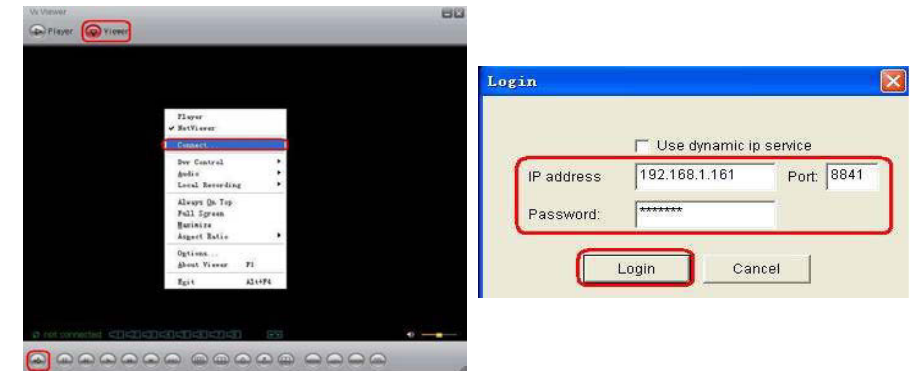 Vs Viewer
Player
Viewer
Player
NetViewer
Connect...
Dvr Control
Audio
Local Recording
Always On Top
Full Screen
Maximize
Aspect Ratio
Options...
About Viewer F1
Exit Alt+F4
not connected
Login
Use dynamic ip service
IP address 192.168.1.161 Port: 8841
Password: *******
Login Cancel